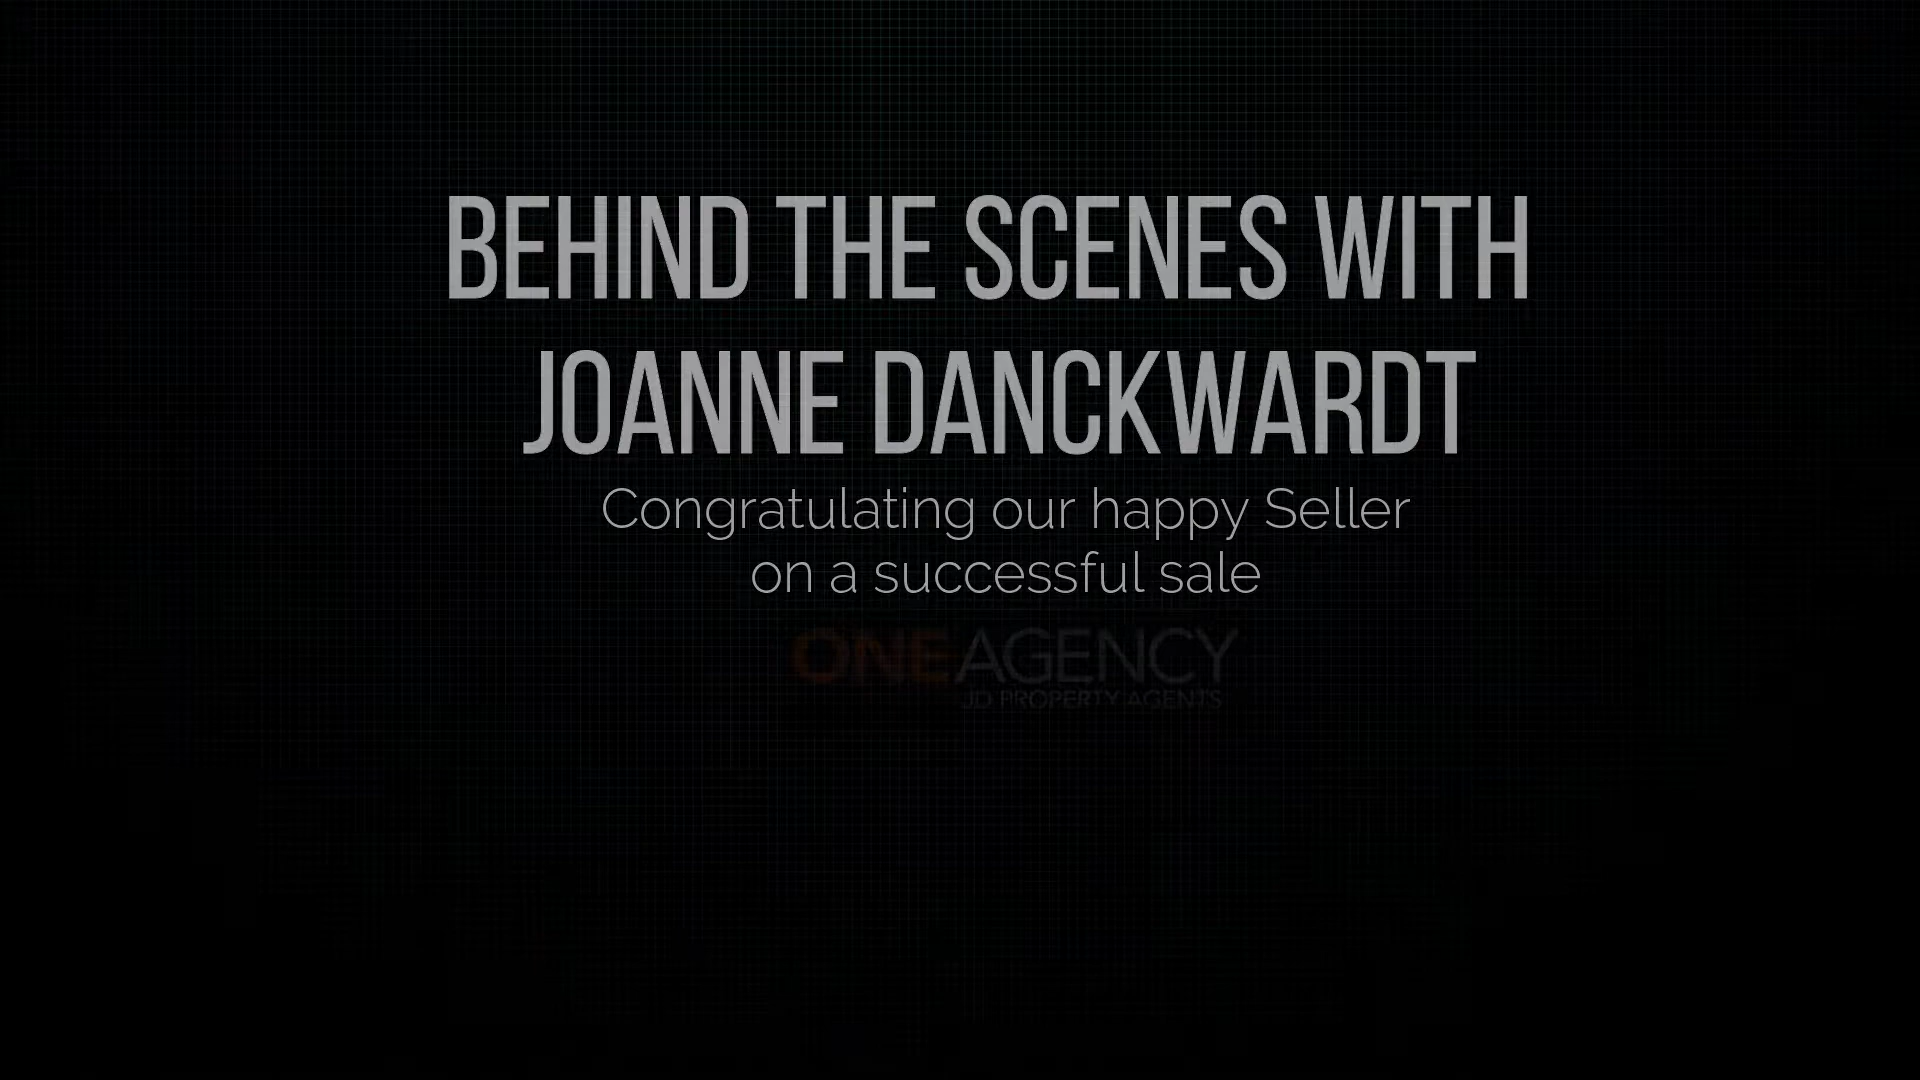 BEHIND THE SCENES WITH
JOANNE DANCKWARDT
Congratulating our happy Seller
on a successful sale
ONEAGENCY
JD PROPERTY AGENTS